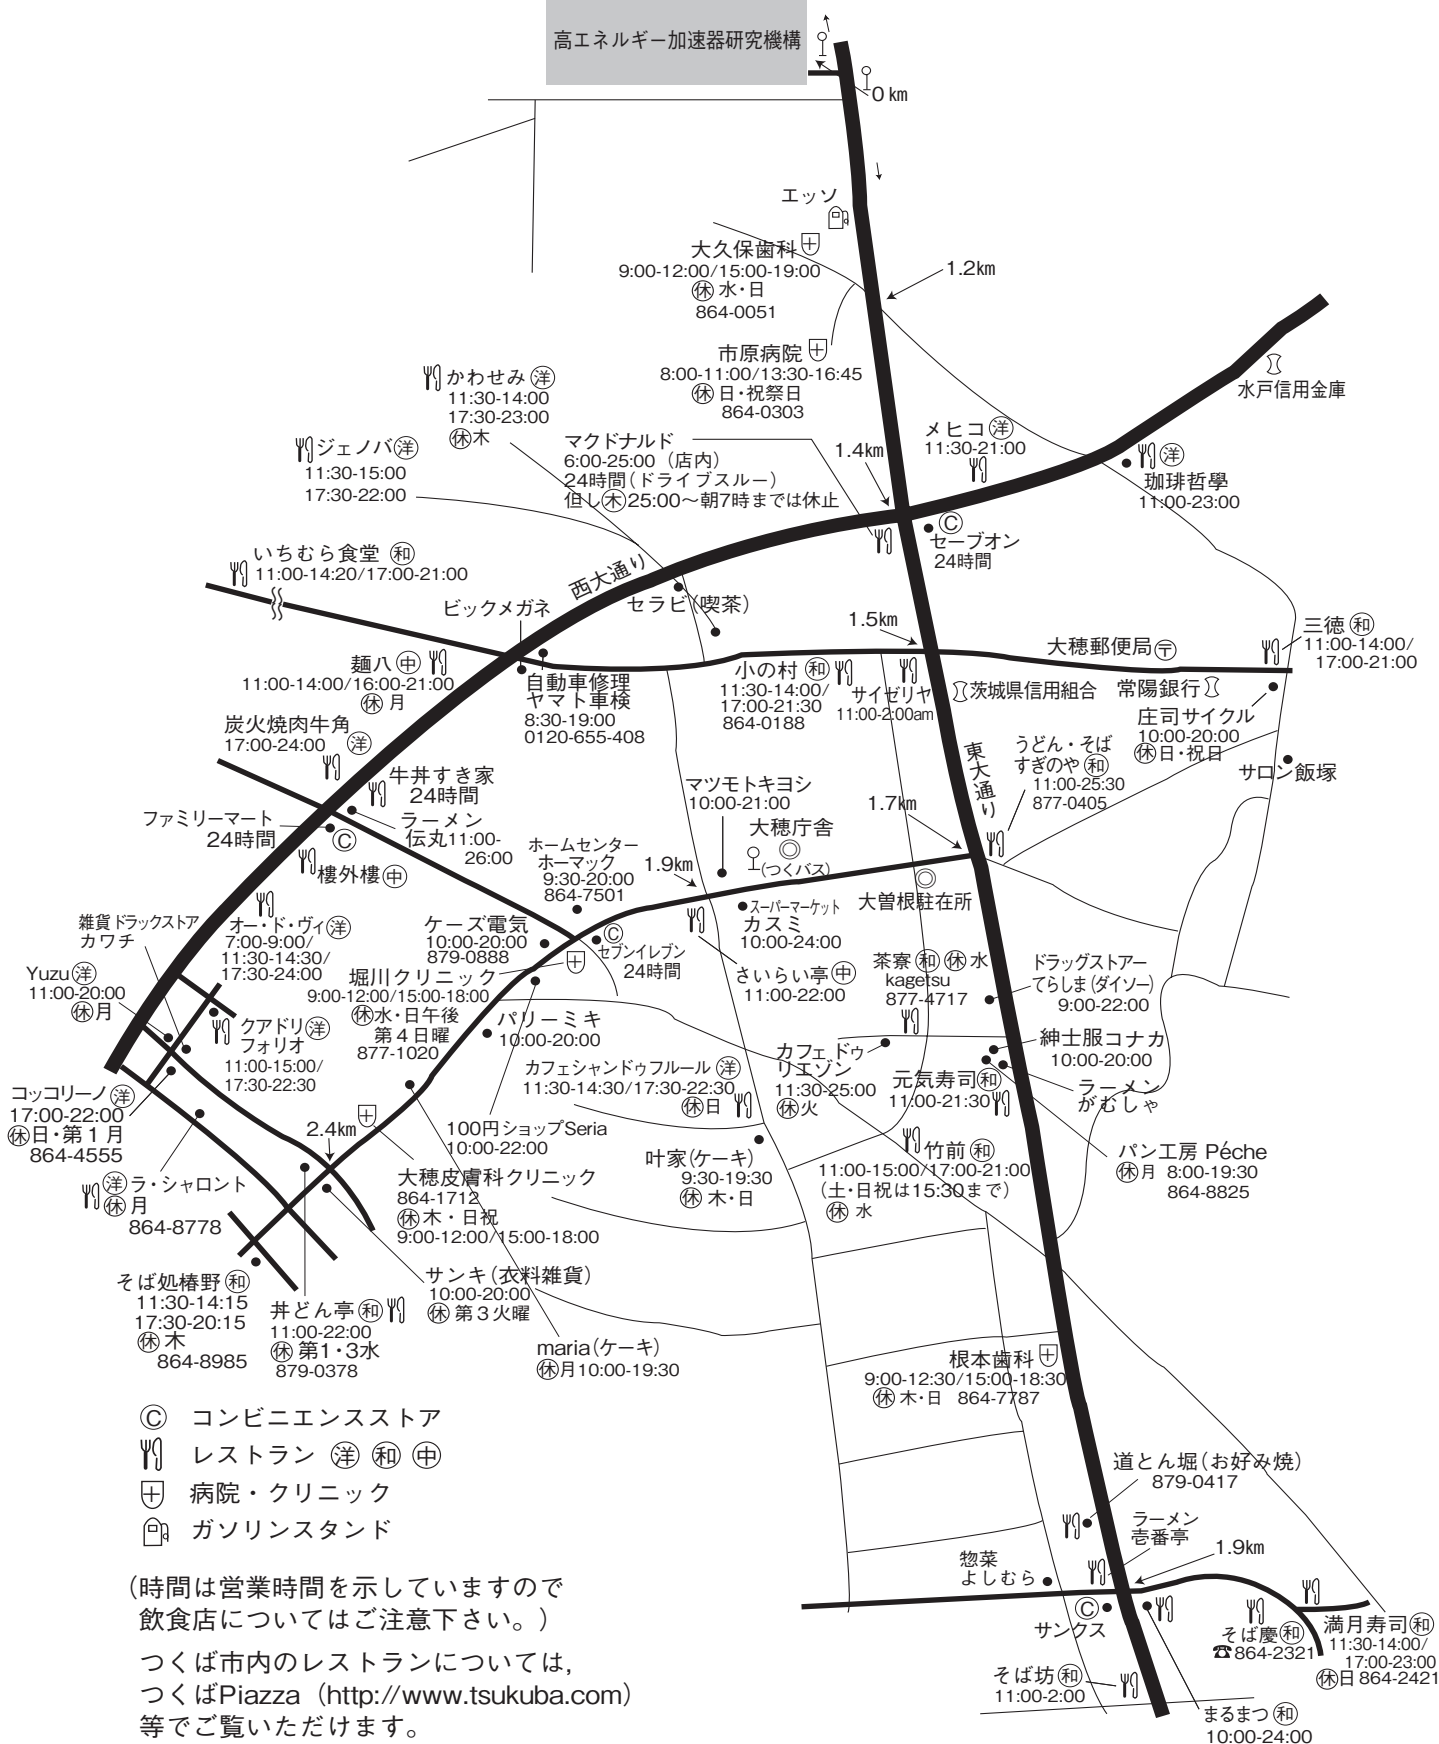 高エネルギー加速器研究機構
0 km
エッソ
大久保歯科
9:00-12:00/15:00-19:00
休 水・日
864-0051
1.2km
市原病院
8:00-11:00/13:30-16:45
休 日・祝祭日
864-0303
水戸信用金庫
かわせみ 洋
11:30-14:00
17:30-23:00
休木
ジェノバ 洋
11:30-15:00
17:30-22:00
マクドナルド
6:00-25:00（店内）
24時間(ドライブスルー)
但し木25:00〜朝7時までは休止
1.4km
メヒコ 洋
11:30-21:00
洋
珈琲哲學
11:00-23:00
C
セーブオン
24時間
いちむら食堂 和
11:00-14:20/17:00-21:00
西大通り
ビックメガネ
セラビ(喫茶)
1.5km
大穂郵便局〒
三徳 和
11:00-14:00/
17:00-21:00
麺八 中
11:00-14:00/16:00-21:00
休 月
自動車修理
ヤマト車検
8:30-19:00
0120-655-408
小の村 和
11:30-14:00/
17:00-21:30
864-0188
サイゼリヤ
11:00-2:00am
茨城県信用組合
常陽銀行
庄司サイクル
10:00-20:00
休日・祝日
サロン飯塚
炭火焼肉牛角
17:00-24:00 洋
牛丼すき家
24時間
ファミリーマート
24時間
C
ラーメン
伝丸11:00-
26:00
樓外樓 中
東大通り
うどん・そば
すぎのや 和
11:00-25:30
877-0405
マツモトキヨシ
10:00-21:00
1.7km
大穂庁舎
◎
(つくバス)
ホームセンター
ホーマック
9:30-20:00
864-7501
1.9km
◎
大曽根駐在所
スーパーマーケット
カスミ
10:00-24:00
雑貨 ドラックストア
カワチ
オー・ド・ヴィ 洋
7:00-9:00/
11:30-14:30/
17:30-24:00
ケーズ電気
10:00-20:00
879-0888
C
セブンイレブン
24時間
さいらい亭 中
11:00-22:00
茶寮 和 休 水
kagetsu
877-4717
ドラッグストアー
てらしま(ダイソー)
9:00-22:00
Yuzu 洋
11:00-20:00
休月
堀川クリニック
9:00-12:00/15:00-18:00
休水・日午後
第4日曜
877-1020
クアドリ 洋
フォリオ
11:00-15:00/
17:30-22:30
パリーミキ
10:00-20:00
カフェ ドゥ
リエゾン
11:30-25:00
休火
紳士服コナカ
10:00-20:00
カフェシャンドゥフルール 洋
11:30-14:30/17:30-22:30
休日
元気寿司 和
11:00-21:30
ラーメン
がむしゃ
コッコリーノ 洋
17:00-22:00
休日・第1月
864-4555
2.4km
100円ショップSeria
10:00-22:00
叶家(ケーキ)
9:30-19:30
休 木・日
竹前 和
11:00-15:00/17:00-21:00
(土・日祝は15:30まで)
休 水
パン工房 Péche
休月 8:00-19:30
864-8825
洋 ラ・シャロント
休 月
864-8778
大穂皮膚科クリニック
864-1712
休木・日祝
9:00-12:00/15:00-18:00
そば処椿野 和
11:30-14:15
17:30-20:15
休 木
864-8985
丼どん亭 和
11:00-22:00
休 第1・3水
879-0378
サンキ(衣料雑貨)
10:00-20:00
休 第3火曜
maria(ケーキ)
休月10:00-19:30
根本歯科
9:00-12:30/15:00-18:30
休 木・日 864-7787
C コンビニエンスストア
レストラン 洋 和 中
病院・クリニック
ガソリンスタンド
道とん堀(お好み焼)
879-0417
ラーメン
壱番亭
1.9km
惣菜
よしむら
C
サンクス
そば慶 和
☎864-2321
満月寿司 和
11:30-14:00/
17:00-23:00
休日 864-2421
そば坊 和
11:00-2:00
まるまつ 和
10:00-24:00
（時間は営業時間を示していますので
飲食店についてはご注意下さい。）
つくば市内のレストランについては,
つくばPiazza（http://www.tsukuba.com）
等でご覧いただけます。